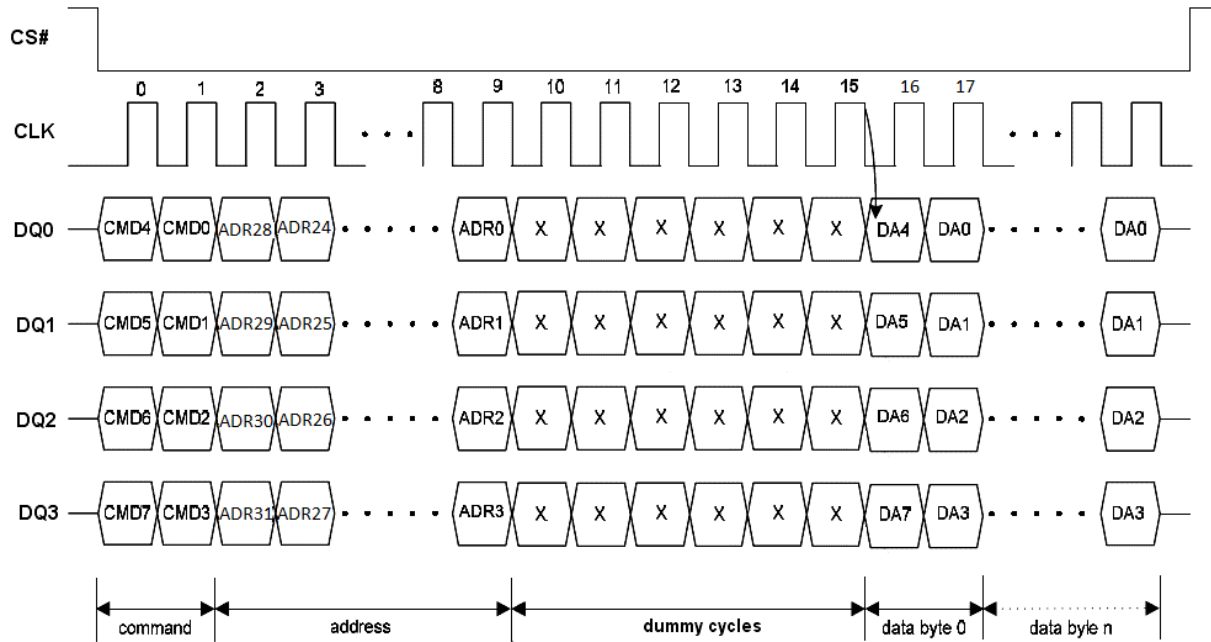 CS#
0 1 2 3 8 9 10 11 12 13 14 15 16 17
CLK
DQ0 CMD4 CMD0 ADR28 ADR24 ADR0 X X X X X X DA4 DA0 DA0
DQ1 CMD5 CMD1 ADR29 ADR25 ADR1 X X X X X X DA5 DA1 DA1
DQ2 CMD6 CMD2 ADR30 ADR26 ADR2 X X X X X X DA6 DA2 DA2
DQ3 CMD7 CMD3 ADR31 ADR27 ADR3 X X X X X X DA7 DA3 DA3
command address dummy cycles data byte 0 data byle n